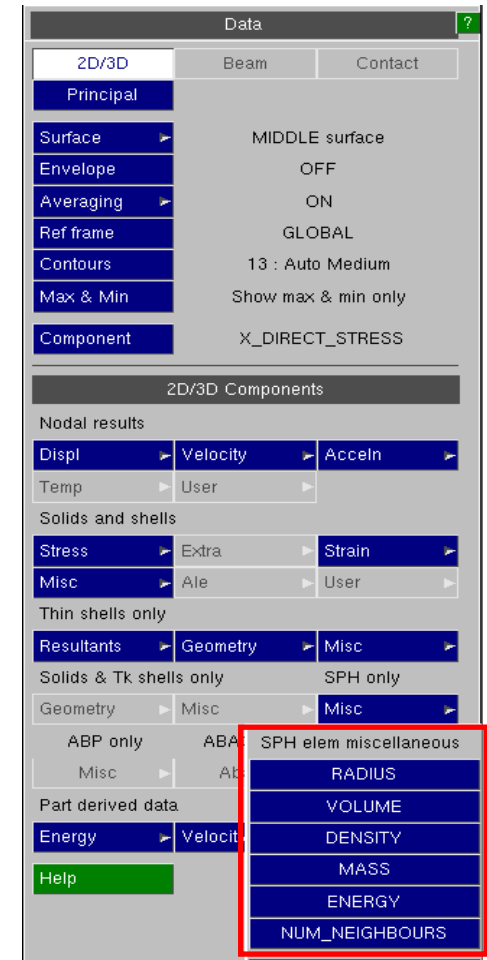 Data ?
2D/3D Beam Contact
Principal
Surface MIDDLE surface
Envelope OFF
Averaging ON
Ref frame GLOBAL
Contours 13 : Auto Medium
Max & Min Show max & min only
Component X_DIRECT_STRESS
2D/3D Components
Nodal results
Displ Velocity Acceln
Temp User
Solids and shells
Stress Extra Strain
Misc Ale User
Thin shells only
Resultants Geometry Misc
Solids & Tk shells only SPH only
Geometry Misc Misc
ABP only ABA SPH elem miscellaneous
Misc Ab RADIUS
Part derived data VOLUME
Energy Velocit DENSITY
Help MASS
ENERGY
NUM_NEIGHBOURS